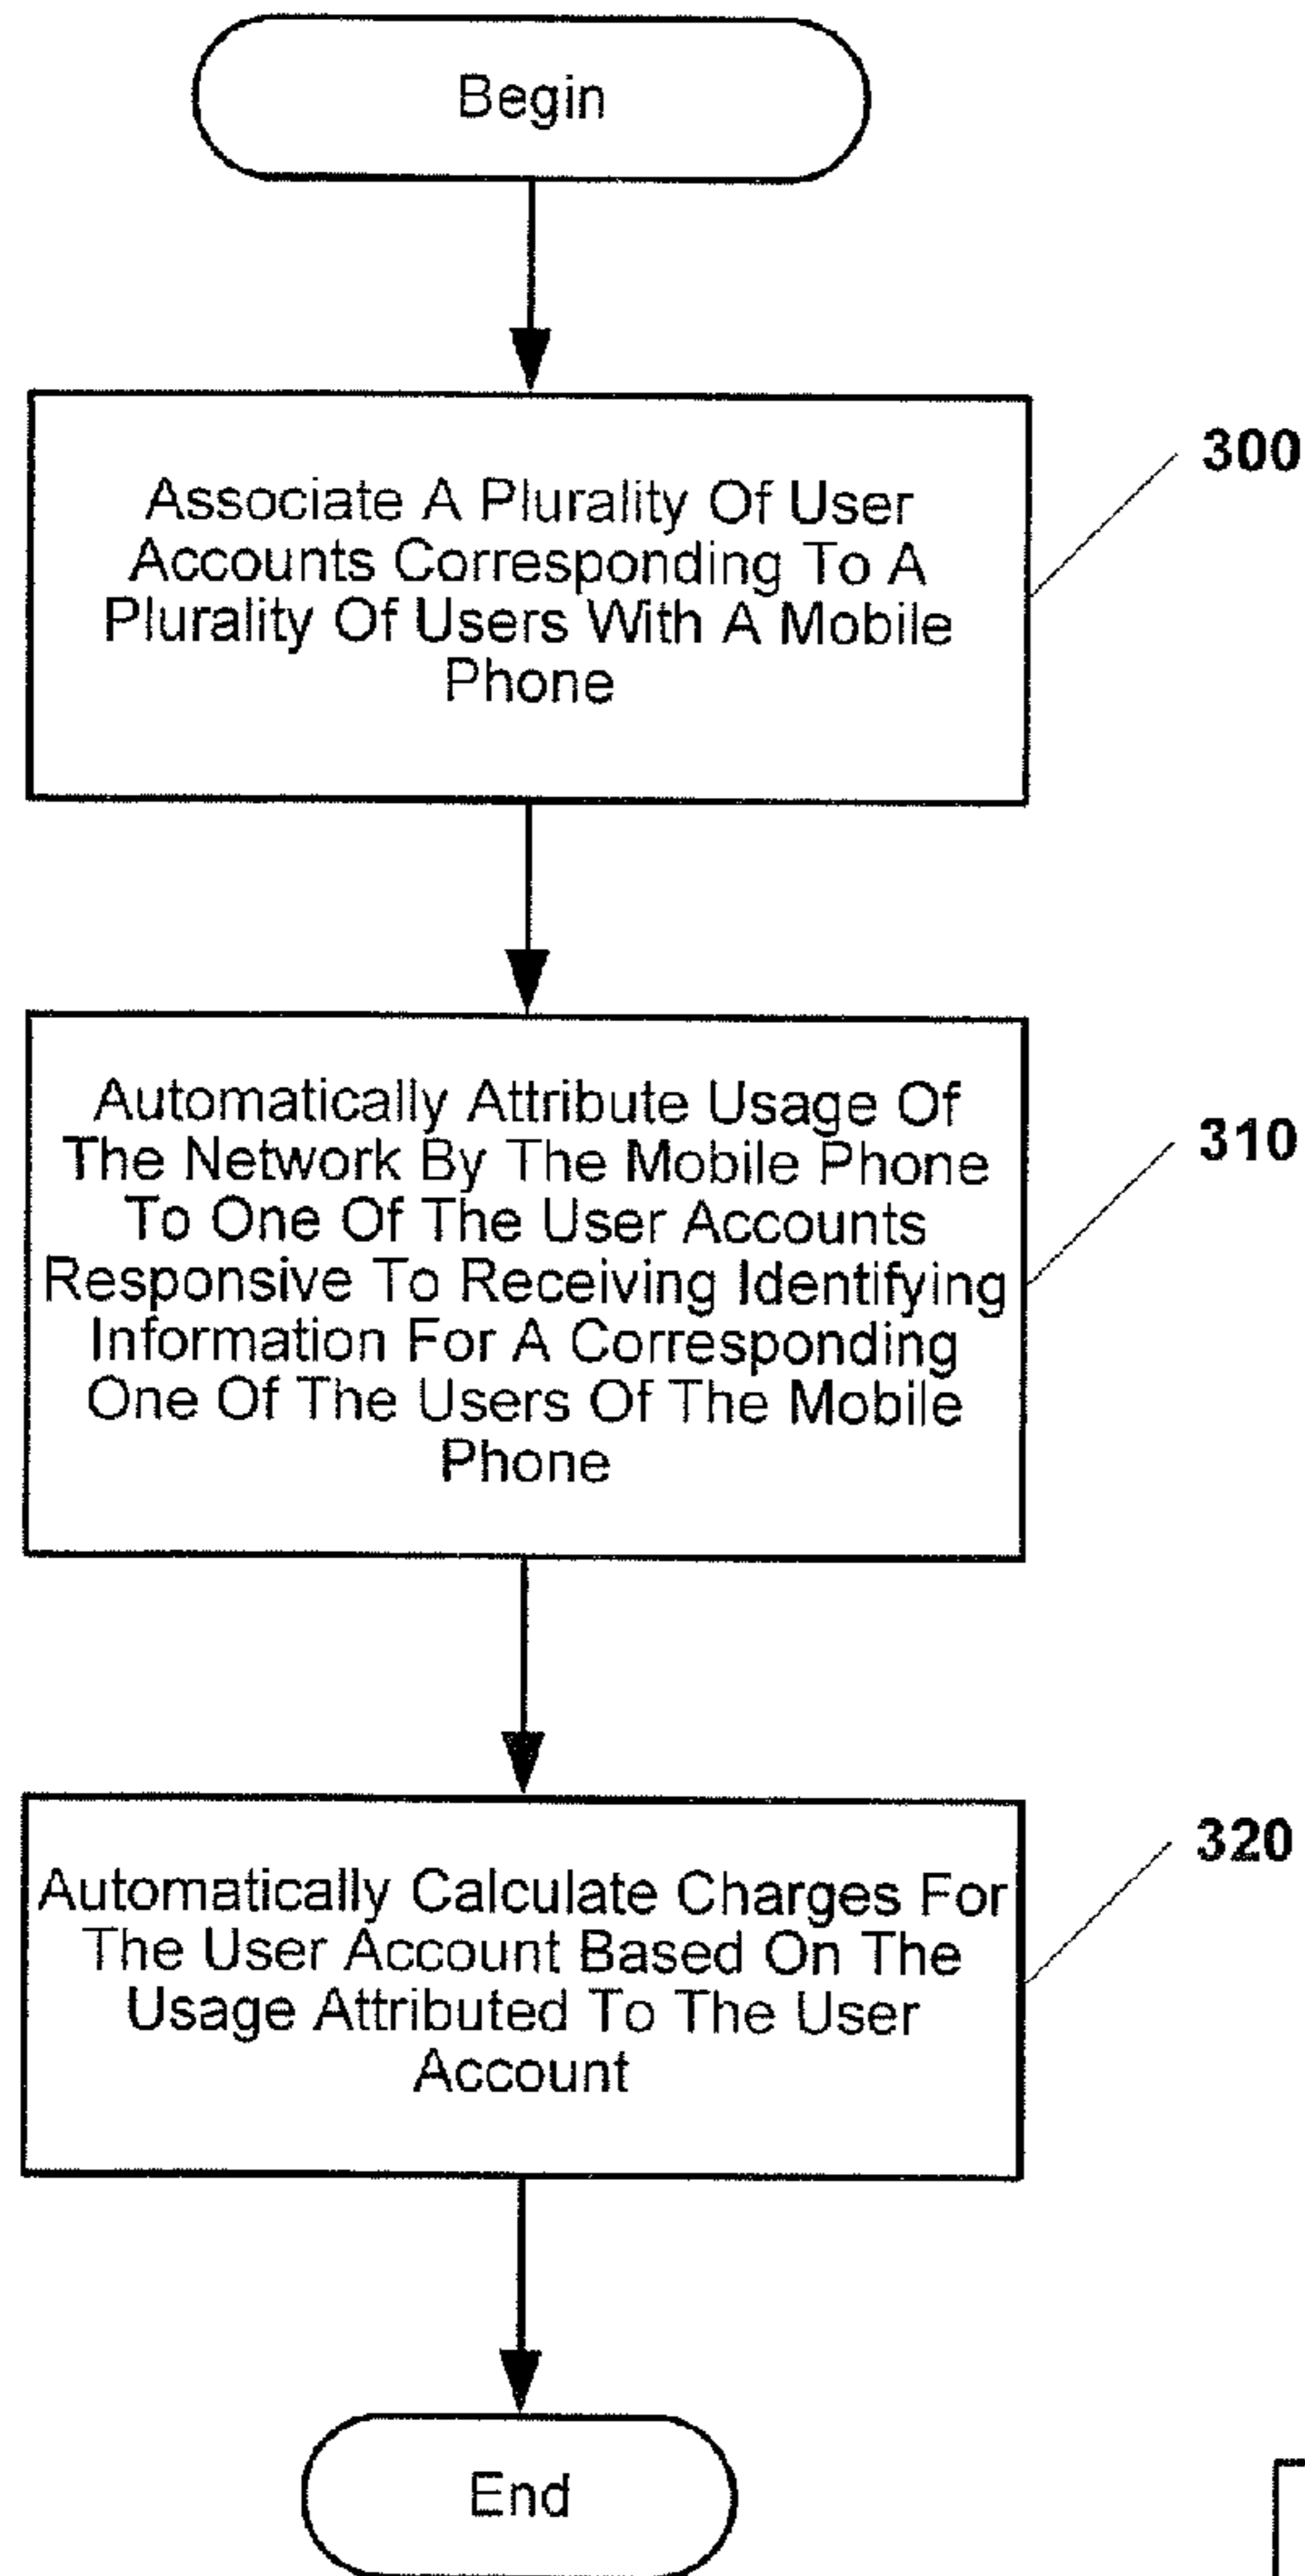 Begin
Associate A Plurality Of User
Accounts Corresponding To A
Plurality Of Users With A Mobile
Phone
300
Automatically Attribute Usage Of
The Network By The Mobile Phone
To One Of The User Accounts
Responsive To Receiving Identifying
Information For A Corresponding
One Of The Users Of The Mobile
Phone
310
Automatically Calculate Charges For
The User Account Based On The
Usage Attributed To The User
Account
320
End